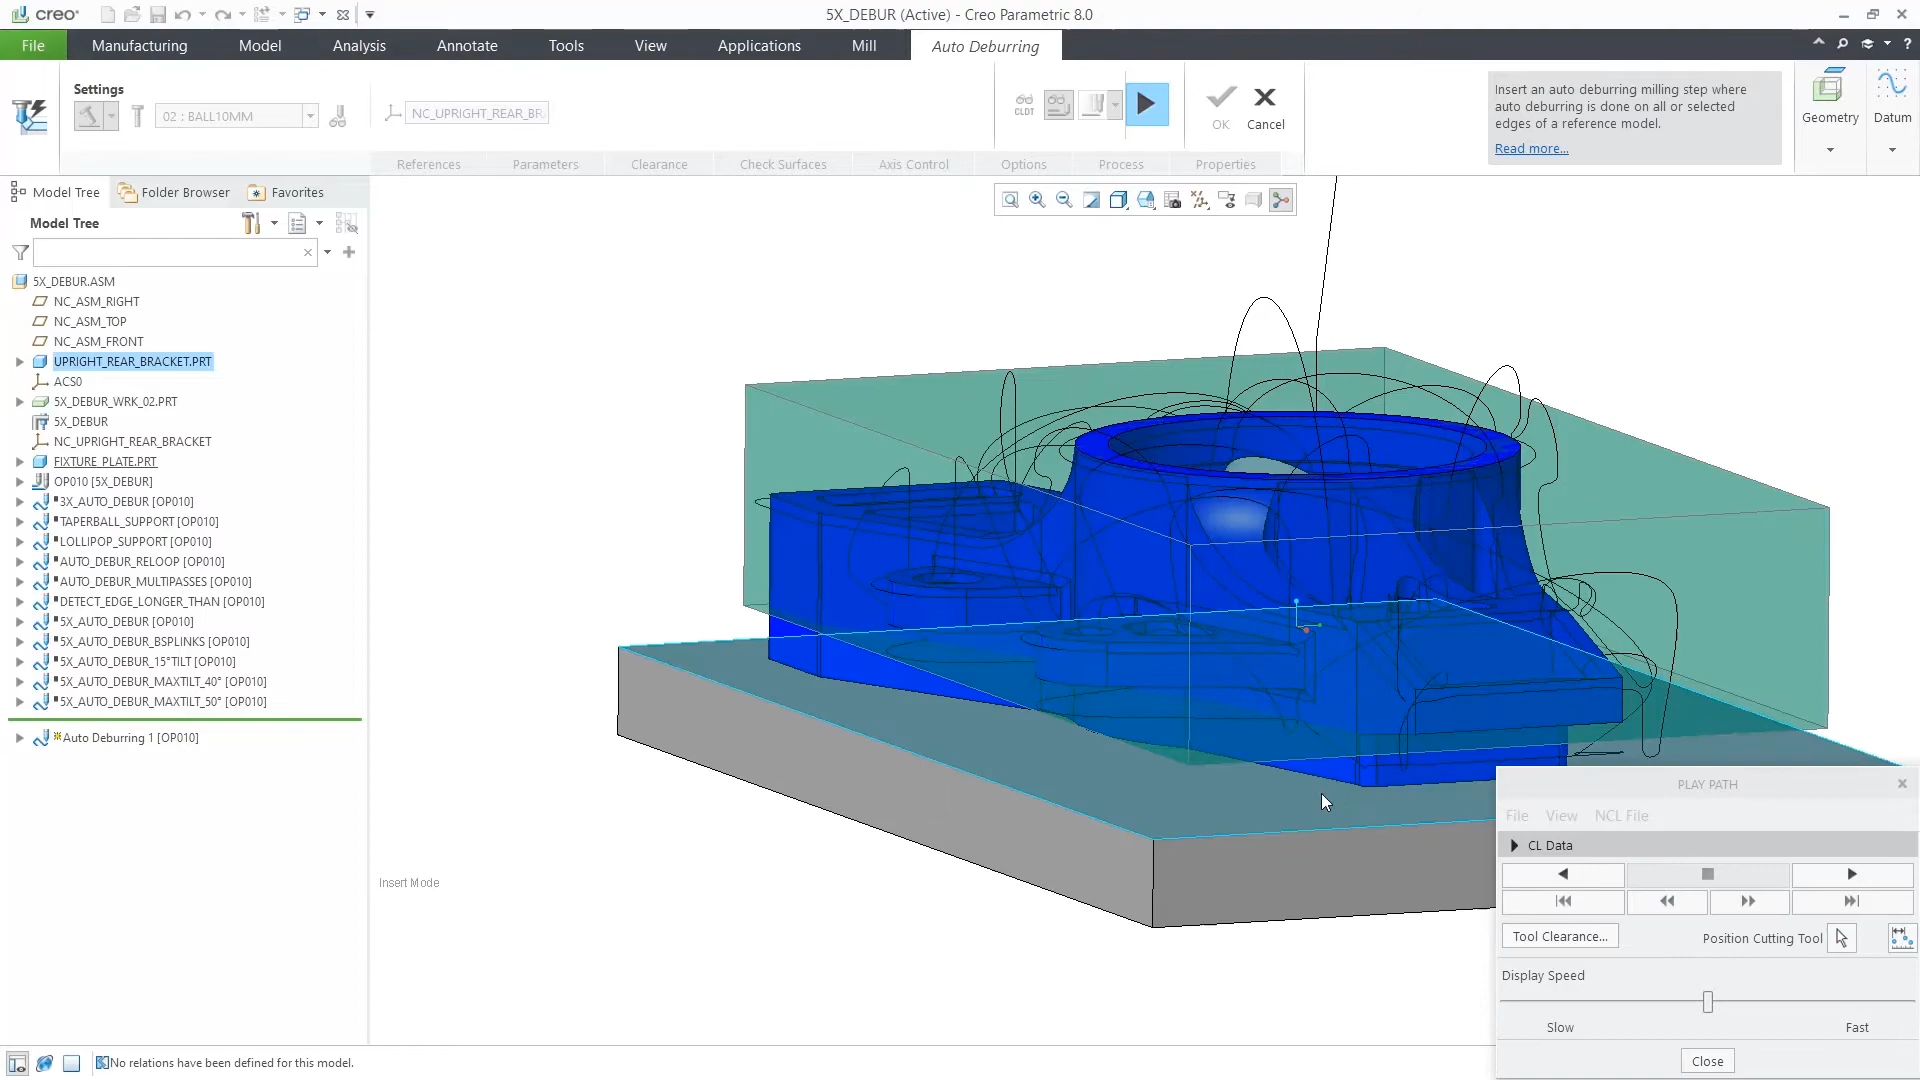 creo®
5X_DEBUR (Active) - Creo Parametric 8.0
File
Manufacturing
Model
Analysis
Annotate
Tools
View
Applications
Mill
Auto Deburring
Settings
02 : BALL10MM
NC_UPRIGHT_REAR_BR
CLDT
OK
Cancel
References
Parameters
Clearance
Check Surfaces
Axis Control
Options
Process
Properties
Insert an auto deburring milling step where
auto deburring is done on all or selected
edges of a reference model.
Read more...
Geometry
Datum
Model Tree
Folder Browser
Favorites
Model Tree
5X_DEBUR.ASM
NC_ASM_RIGHT
NC_ASM_TOP
NC_ASM_FRONT
UPRIGHT_REAR_BRACKET.PRT
ACS0
5X_DEBUR_WRK_02.PRT
5X_DEBUR
NC_UPRIGHT_REAR_BRACKET
FIXTURE_PLATE.PRT
OP010 [5X_DEBUR]
3X_AUTO_DEBUR [OP010]
TAPERBALL_SUPPORT [OP010]
LOLLIPOP_SUPPORT [OP010]
AUTO_DEBUR_RELOOP [OP010]
AUTO_DEBUR_MULTIPASSES [OP010]
DETECT_EDGE_LONGER_THAN [OP010]
5X_AUTO_DEBUR [OP010]
5X_AUTO_DEBUR_BSPLINKS [OP010]
5X_AUTO_DEBUR_15°TILT [OP010]
5X_AUTO_DEBUR_MAXTILT_40° [OP010]
5X_AUTO_DEBUR_MAXTILT_50° [OP010]
Auto Deburring 1 [OP010]
Insert Mode
PLAY PATH
File
View
NCL File
CL Data
Tool Clearance...
Position Cutting Tool
Display Speed
Slow
Fast
Close
No relations have been defined for this model.